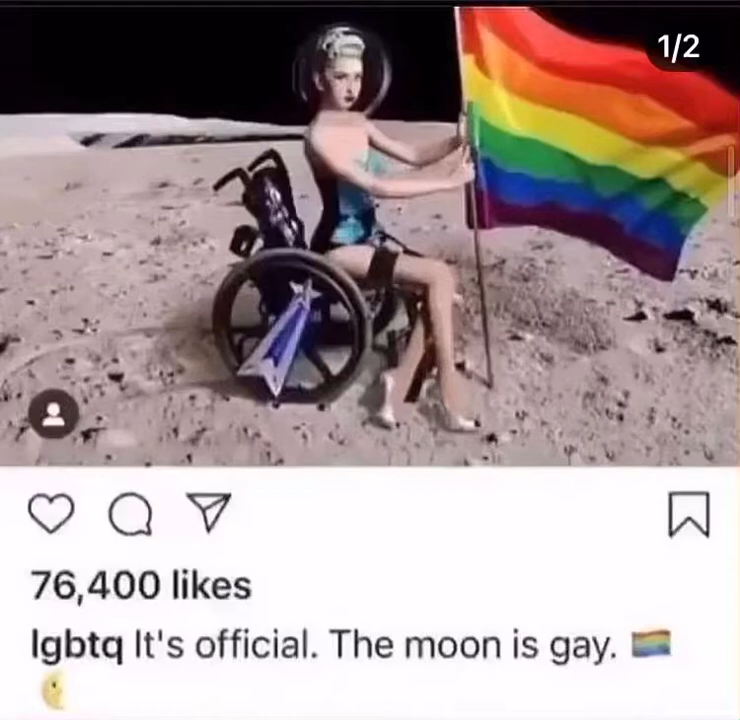 1/2
76,400 likes
lgbtq It's official. The moon is gay. 🏳️‍🌈
🌛